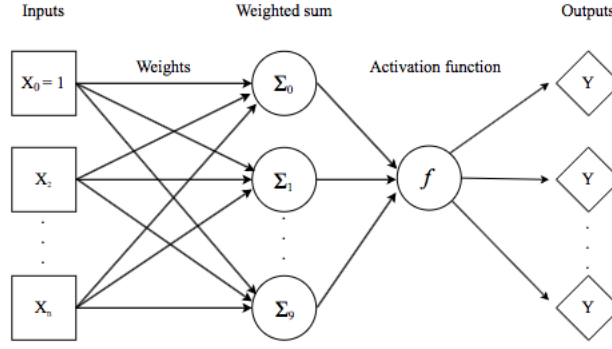 Inputs
Weighted sum
Outputs
Weights
Activation function
X₀ = 1
Σ₀
Y
X₂
Σ₁
f
Y
Xₙ
Σ₉
Y